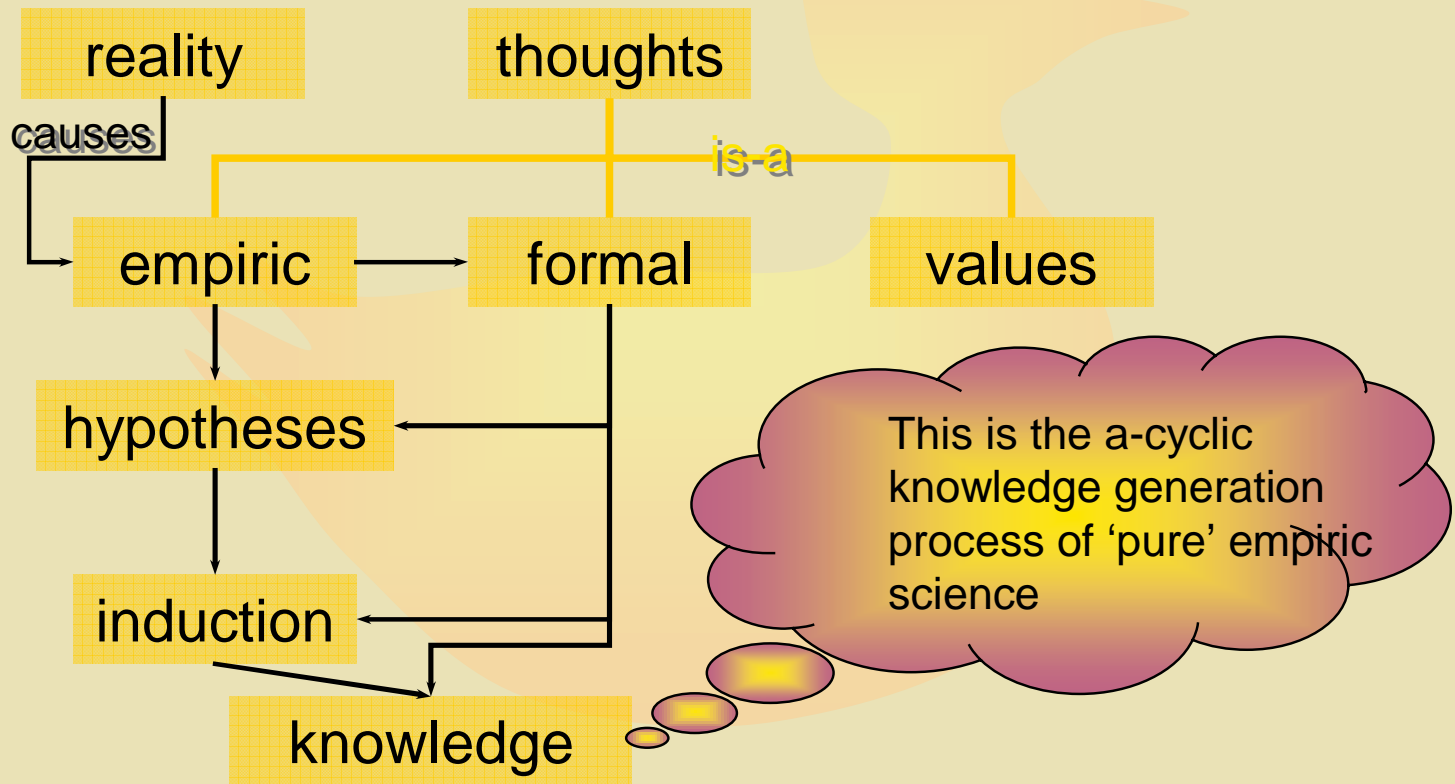 reality
thoughts
causes
is-a
empiric
formal
values
hypotheses
This is the a-cyclic
knowledge generation
process of ‘pure’ empiric
science
induction
knowledge